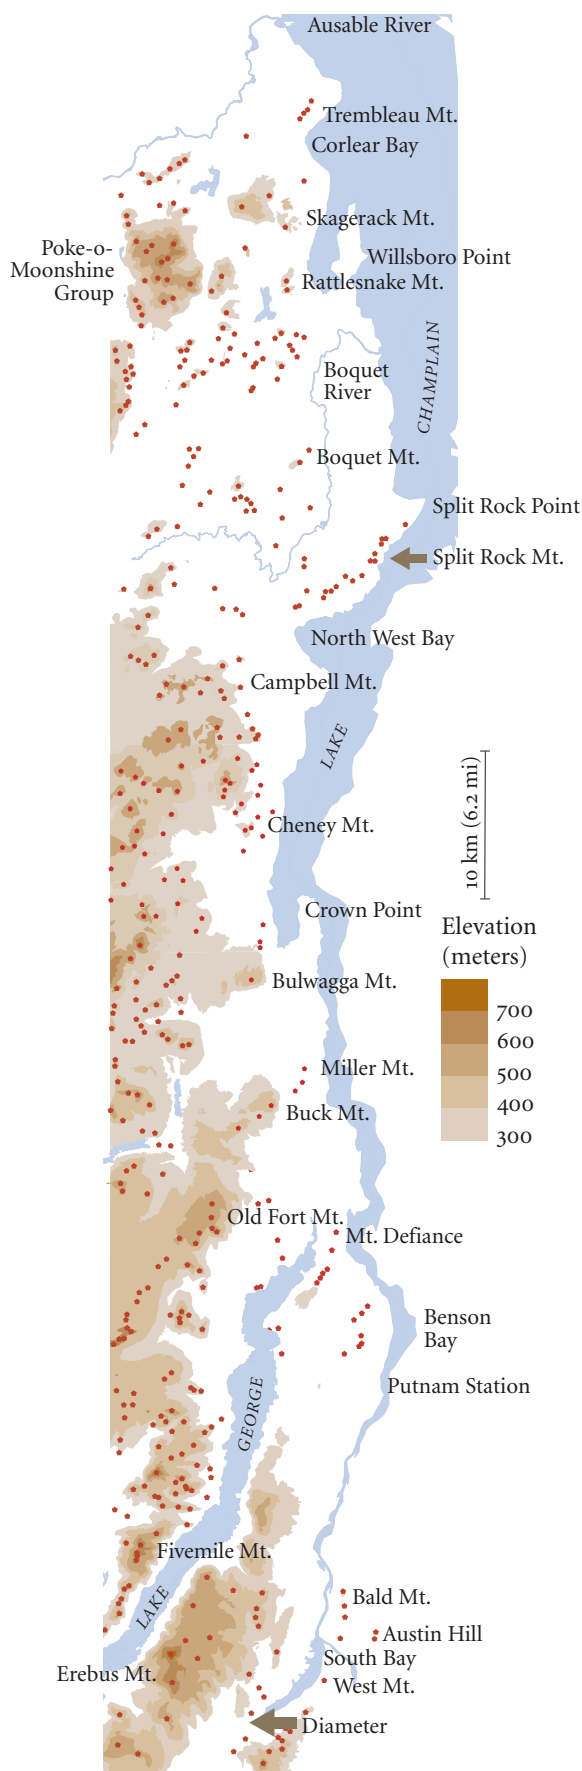 Ausable River
Trembleau Mt.
Corlear Bay
Skagerack Mt.
Poke-o-
Moonshine
Group
Willsboro Point
Rattlesnake Mt.
CHAMPLAIN
Boquet
River
Boquet Mt.
Split Rock Point
Split Rock Mt.
North West Bay
Campbell Mt.
LAKE
10 km (6.2 mi)
Cheney Mt.
Crown Point
Elevation
(meters)
700
600
500
400
300
Bulwagga Mt.
Miller Mt.
Buck Mt.
Old Fort Mt.
Mt. Defiance
Benson
Bay
Putnam Station
GEORGE
Fivemile Mt.
LAKE
Bald Mt.
Austin Hill
South Bay
Erebus Mt.
West Mt.
Diameter